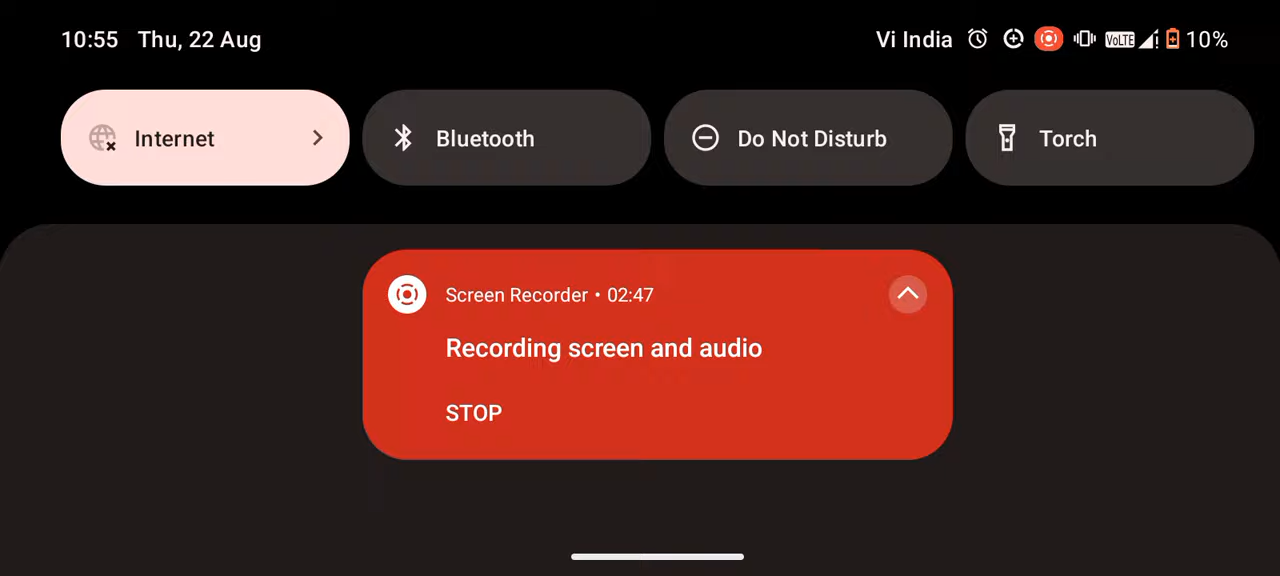 10:55 Thu, 22 Aug
Vi India VoLTE 10%
Internet
Bluetooth
Do Not Disturb
Torch
Screen Recorder • 02:47
Recording screen and audio
STOP